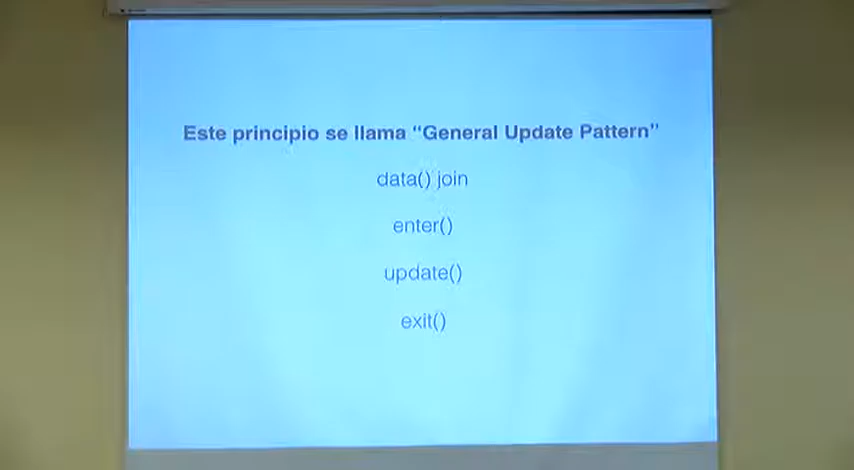 Este principio se llama “General Update Pattern”
data() join
enter()
update()
exit()